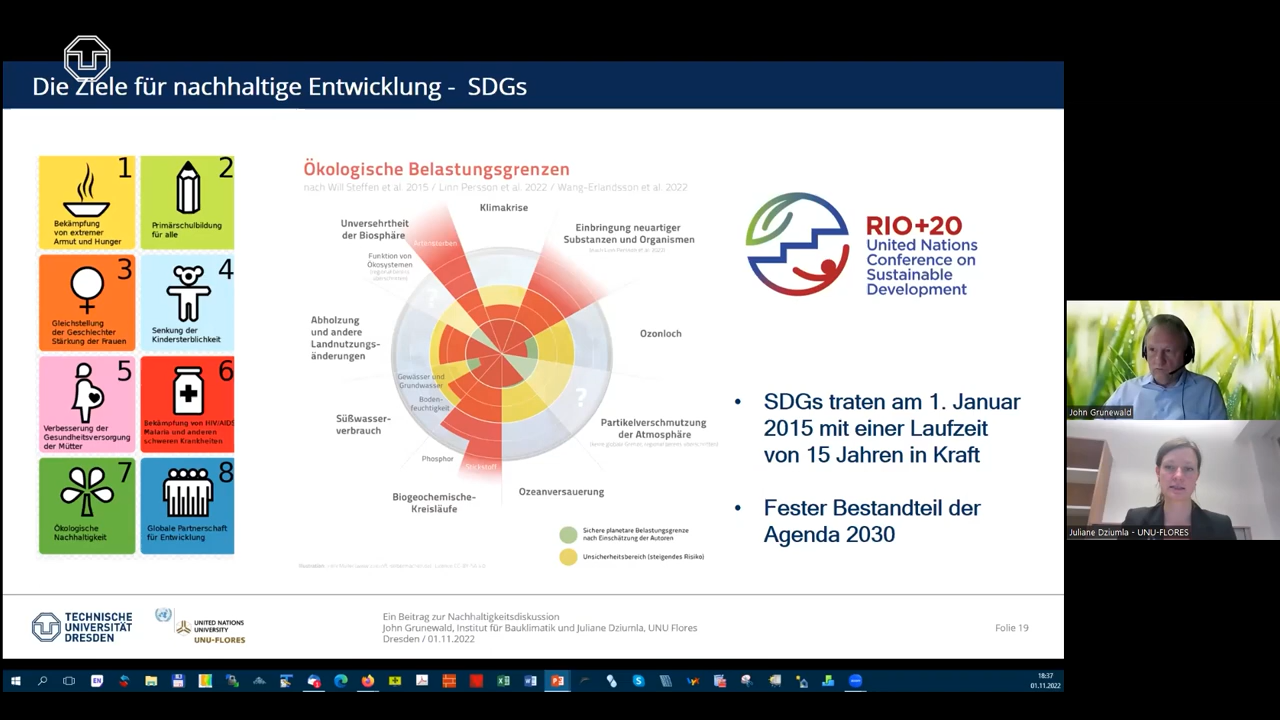 Die Ziele für nachhaltige Entwicklung - SDGs
1
Bekämpfung
von extremer
Armut und Hunger
2
Primärschulbildung
für alle
3
Gleichstellung
der Geschlechter
Stärkung der Frauen
4
Senkung der
Kindersterblichkeit
5
Verbesserung der
Gesundheitsversorgung
der Mütter
6
Bekämpfung von HIV/AIDS
Malaria und anderen
schweren Krankheiten
7
Ökologische
Nachhaltigkeit
8
Globale Partnerschaft
für Entwicklung
Ökologische Belastungsgrenzen
nach Will Steffen et al. 2015 / Linn Persson et al. 2022 / Wang-Erlandsson et al. 2022
Klimakrise
Unversehrtheit
der Biosphäre
Artensterben
Einbringung neuartiger
Substanzen und Organismen
Funktion von
Ökosystemen
?
Abholzung
und andere
Landnutzungs-
änderungen
Ozonloch
Gewässer und
Grundwasser
Boden-
feuchtigkeit
?
Süßwasser-
verbrauch
Partikelverschmutzung
der Atmosphäre
Phosphor
Stickstoff
Biogeochemische-
Kreisläufe
Ozeanversauerung
Sichere planetare Belastungsgrenze
nach Einschätzung der Autoren
Unsicherheitsbereich (steigendes Risiko)
RIO+20
United Nations
Conference on
Sustainable
Development
• SDGs traten am 1. Januar
2015 mit einer Laufzeit
von 15 Jahren in Kraft
• Fester Bestandteil der
Agenda 2030
TECHNISCHE
UNIVERSITÄT
DRESDEN
UNITED NATIONS
UNIVERSITY
UNU-FLORES
Ein Beitrag zur Nachhaltigkeitsdiskussion
John Grunewald, Institut für Bauklimatik und Juliane Dziumla, UNU Flores
Dresden / 01.11.2022
Folie 19
John Grunewald
Juliane Dziumla - UNU-FLORES
EN
18:37
01.11.2022